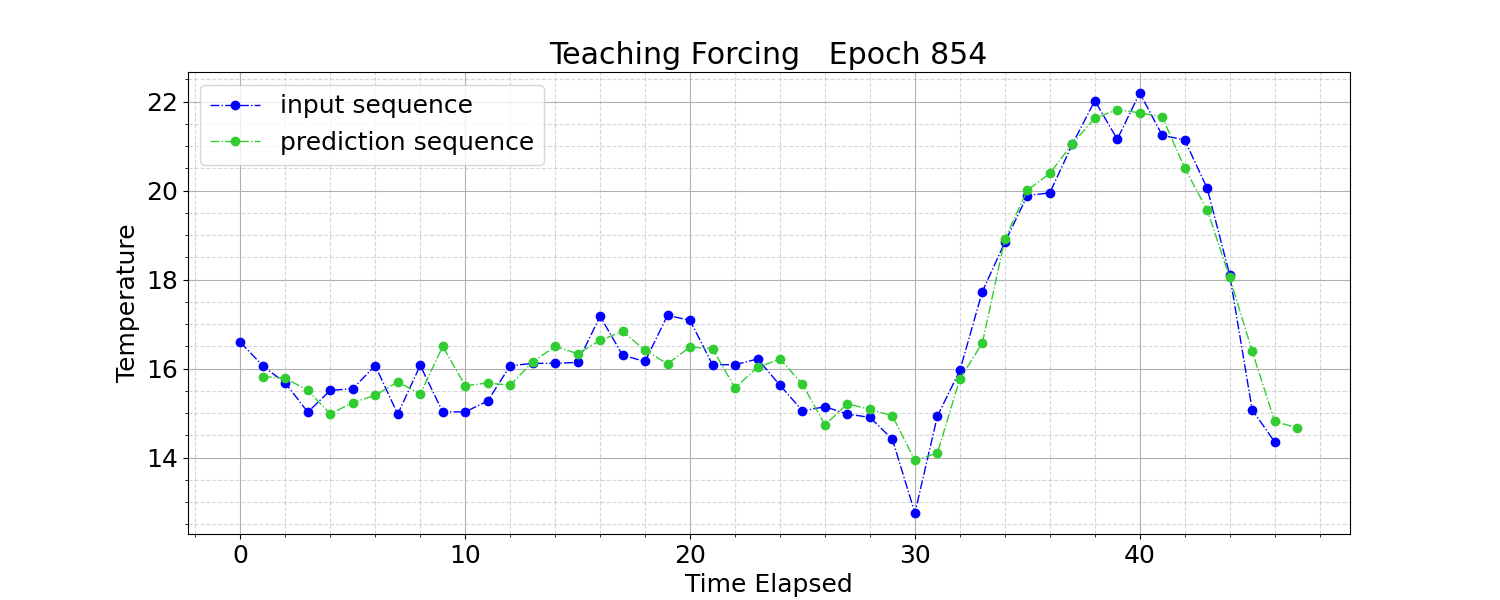 Teaching Forcing   Epoch 854
input sequence
prediction sequence
22
20
18
16
14
Temperature
0 10 20 30 40
Time Elapsed